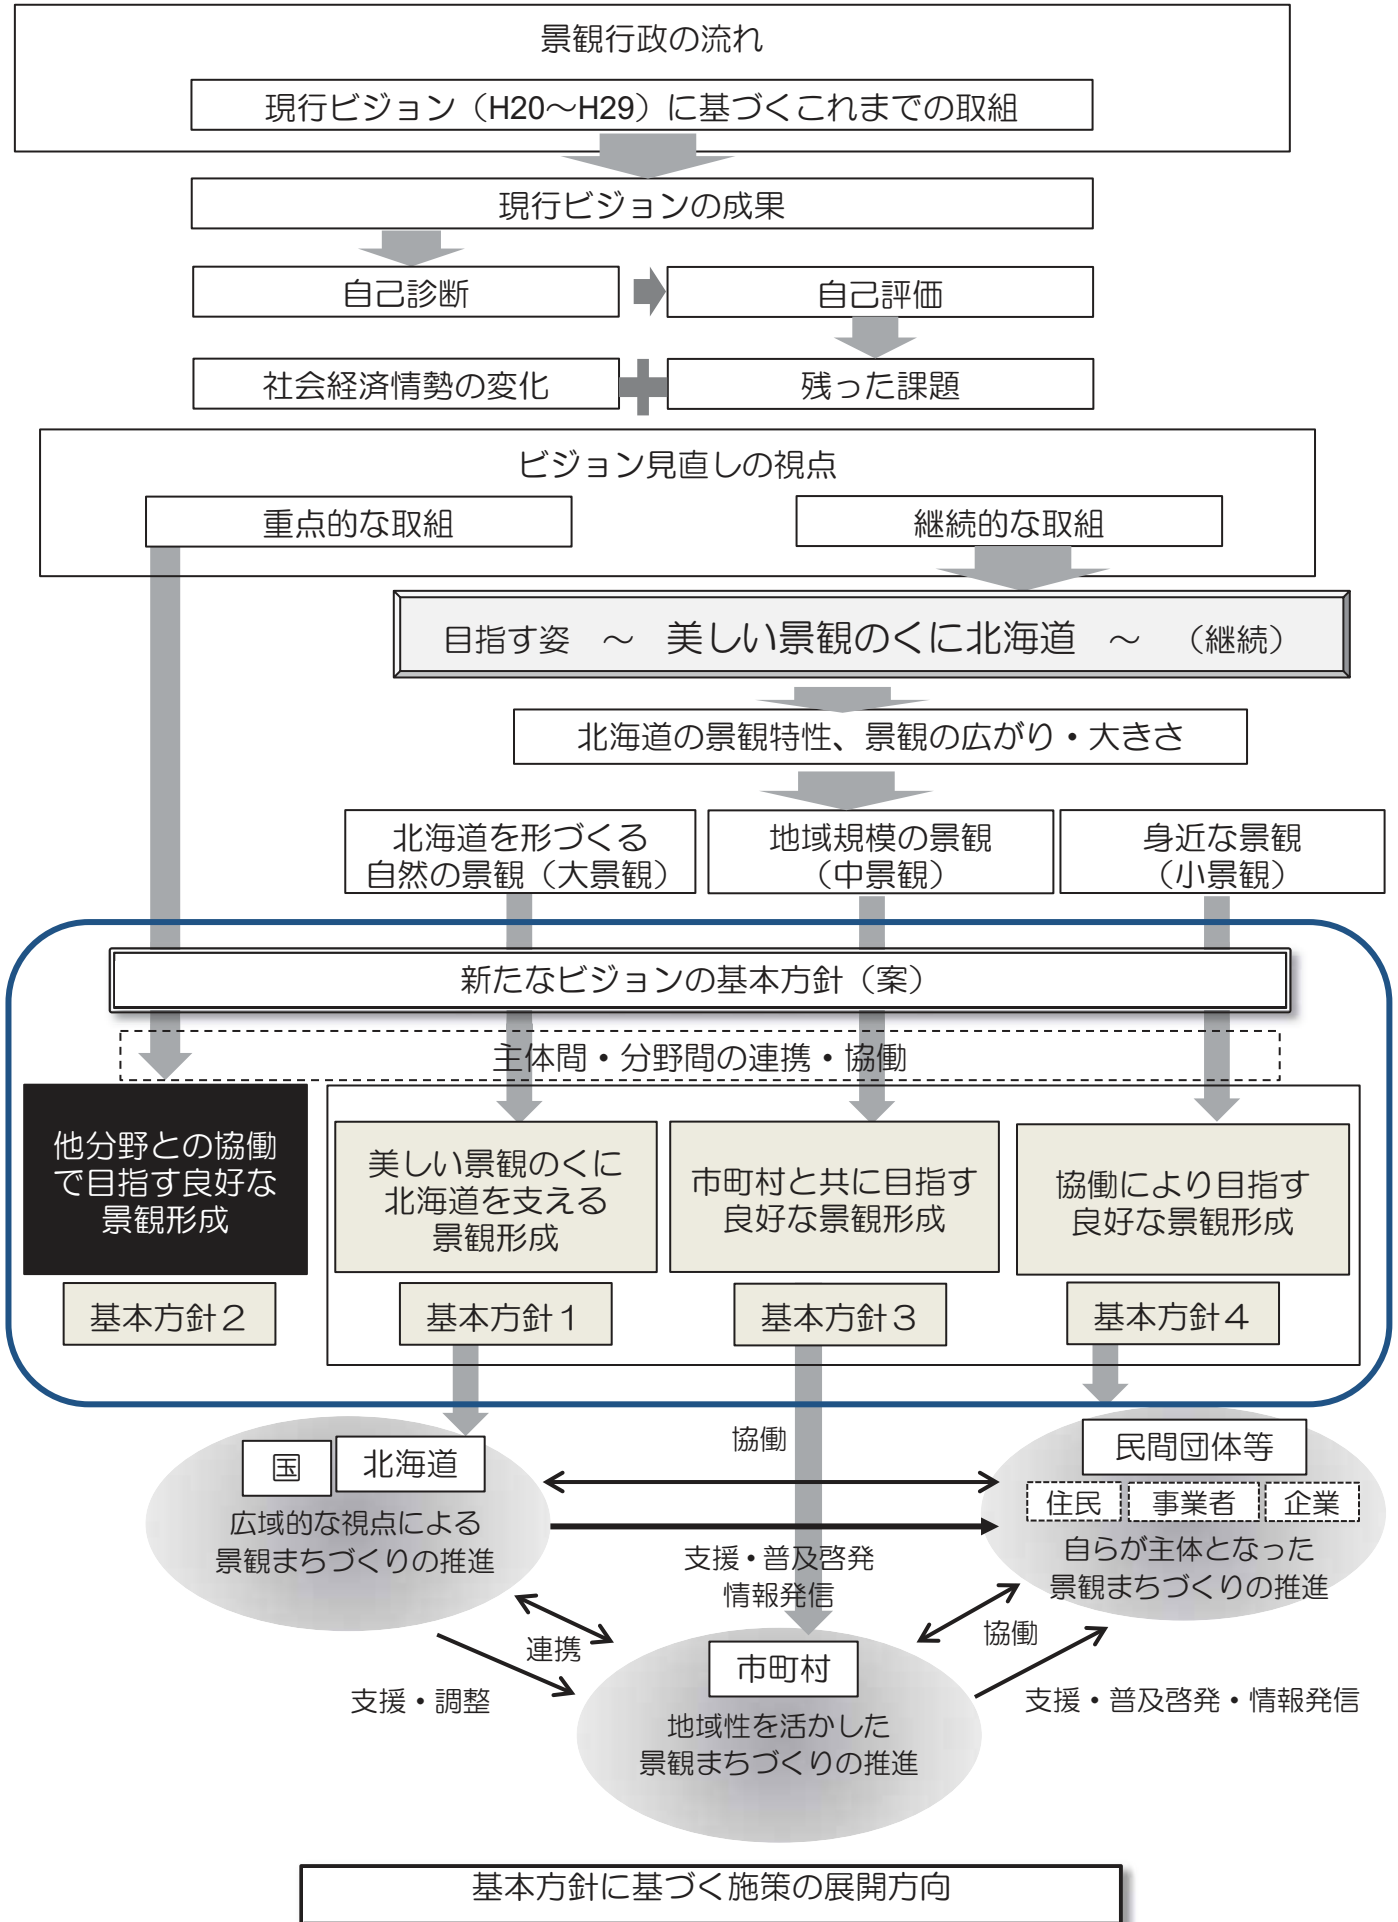 景観行政の流れ
現行ビジョン（H20～H29）に基づくこれまでの取組
現行ビジョンの成果
自己診断
自己評価
社会経済情勢の変化
残った課題
ビジョン見直しの視点
重点的な取組
継続的な取組
目指す姿　～　美しい景観のくに北海道　～　（継続）
北海道の景観特性、景観の広がり・大きさ
北海道を形づくる
自然の景観（大景観）
地域規模の景観
（中景観）
身近な景観
（小景観）
新たなビジョンの基本方針（案）
主体間・分野間の連携・協働
他分野との協働
で目指す良好な
景観形成
美しい景観のくに
北海道を支える
景観形成
市町村と共に目指す
良好な景観形成
協働により目指す
良好な景観形成
基本方針２
基本方針１
基本方針３
基本方針４
国
北海道
広域的な視点による
景観まちづくりの推進
協働
支援・普及啓発
情報発信
民間団体等
住民
事業者
企業
自らが主体となった
景観まちづくりの推進
連携
支援・調整
協働
支援・普及啓発・情報発信
市町村
地域性を活かした
景観まちづくりの推進
基本方針に基づく施策の展開方向